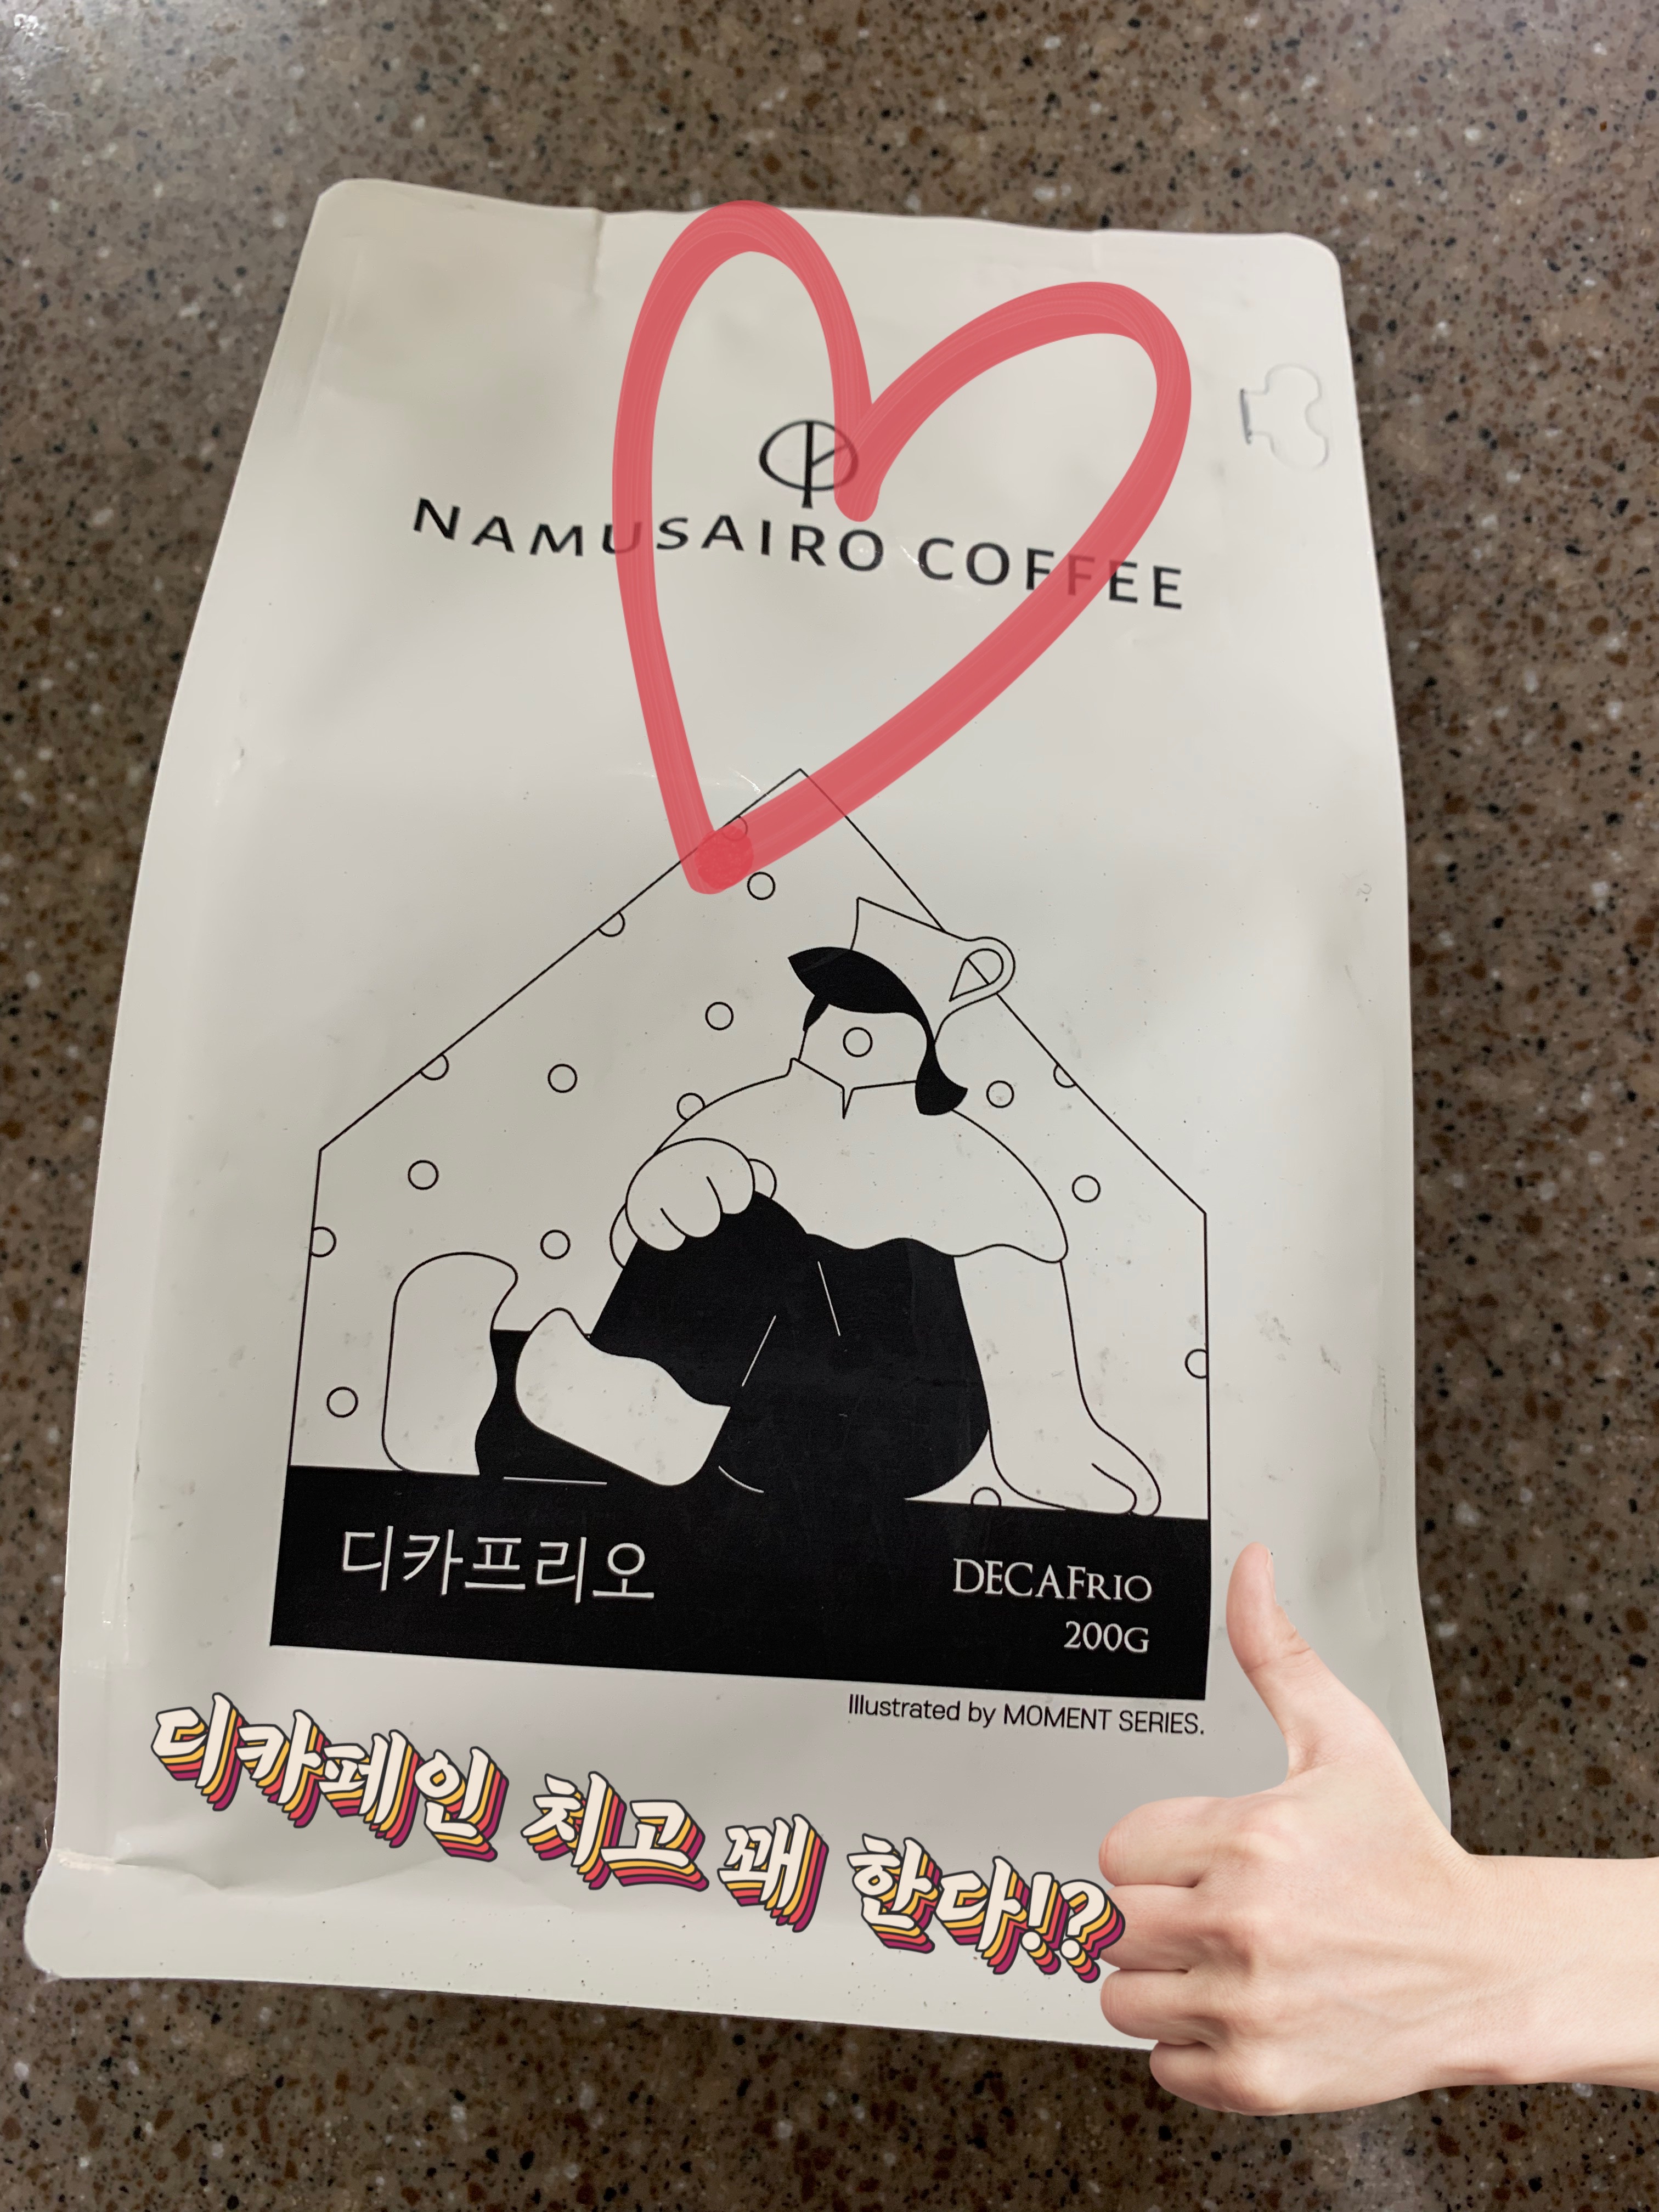 NAMUSAIRO COFFEE
디카프리오
DECAFRIO
200G
Illustrated by MOMENT SERIES.
디카페인 치고 꽤 한다!?